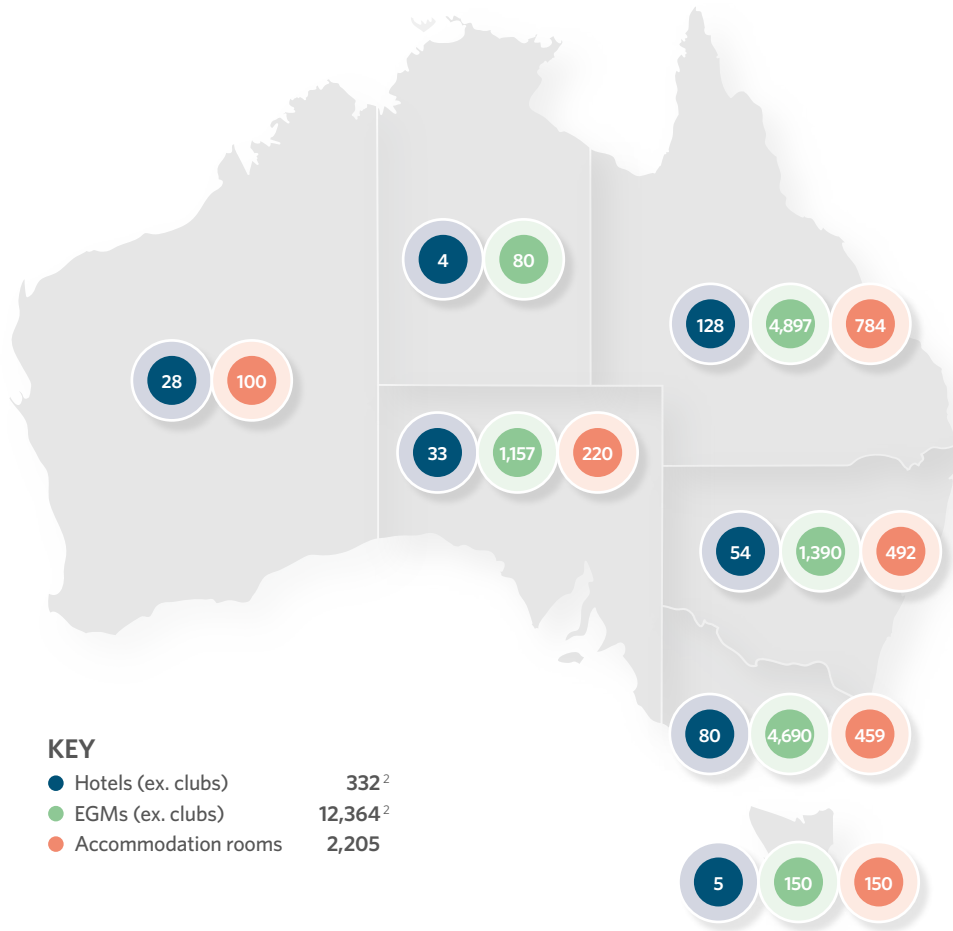 4 80
128 4,897 784
28 100
33 1,157 220
54 1,390 492
80 4,690 459
KEY
Hotels (ex. clubs) 332 2
EGMs (ex. clubs) 12,364 2
Accommodation rooms 2,205
5 150 150